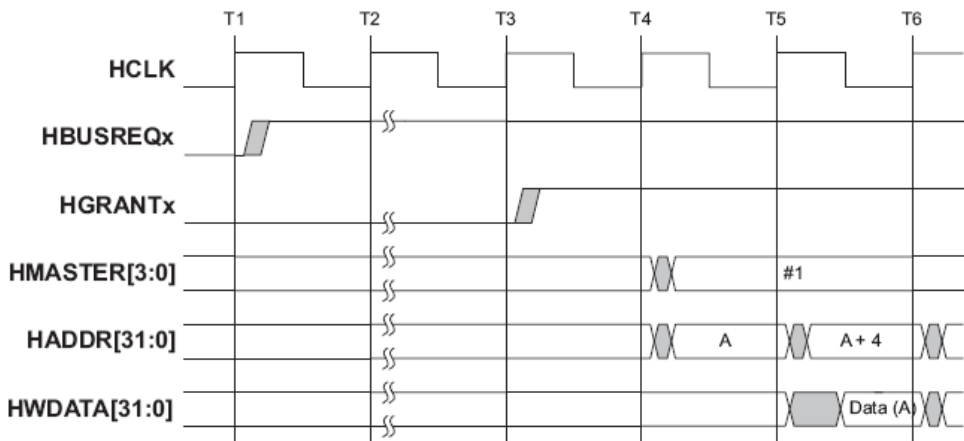 T1 T2 T3 T4 T5 T6
HCLK
HBUSREQx
HGRANTx
HMASTER[3:0] #1
HADDR[31:0] A A + 4
HWDATA[31:0] Data (A)